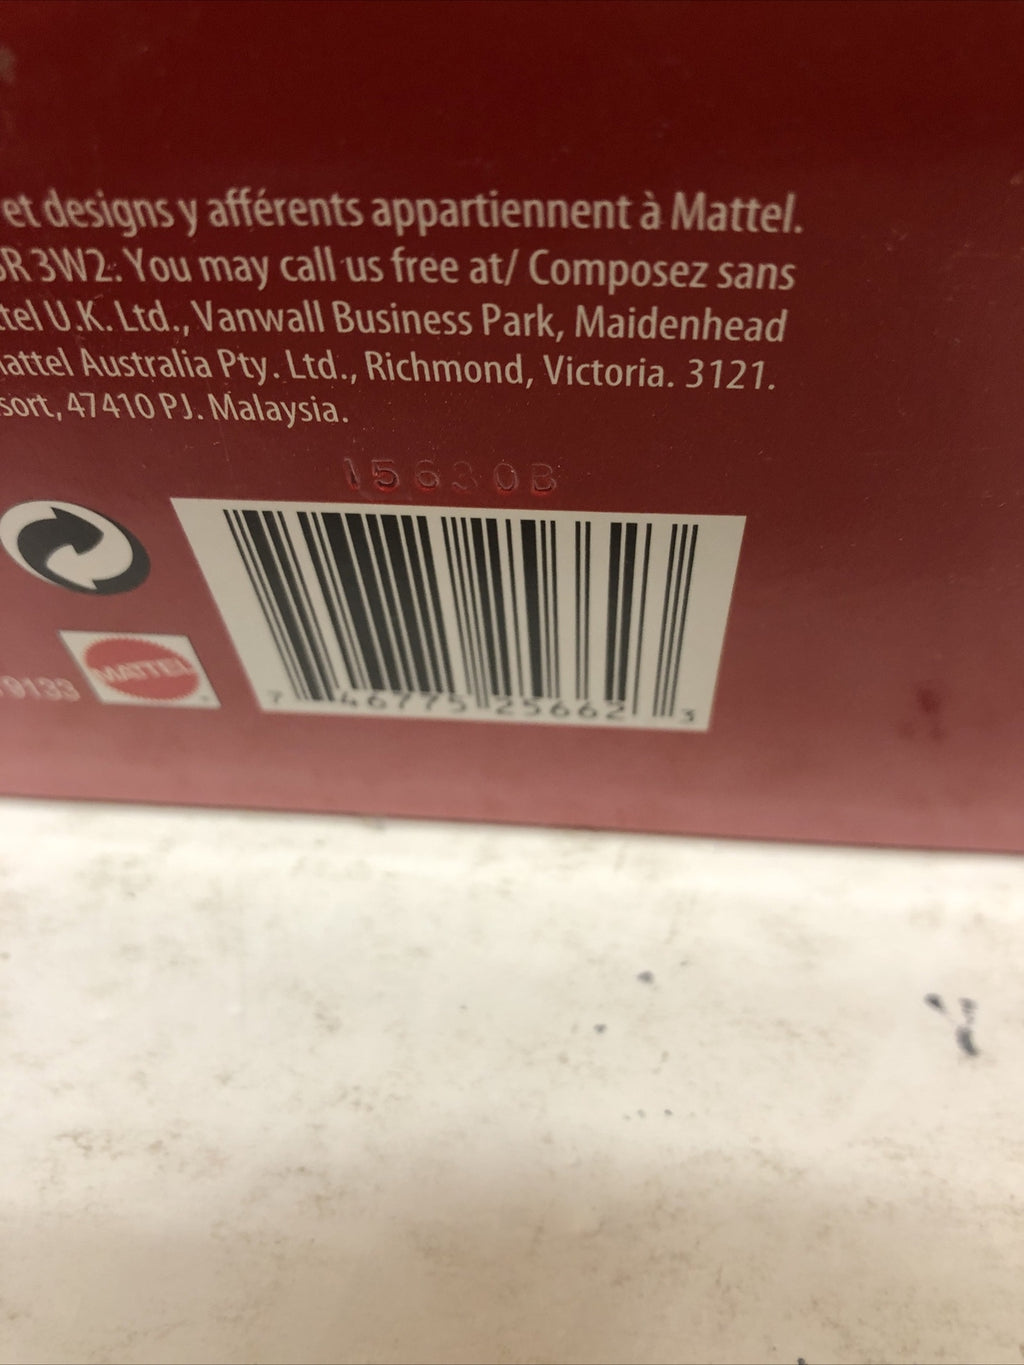 et designs y afférents appartiennent à Mattel.
3W2. You may call us free at/ Composez sans
U.K. Ltd., Vanwall Business Park, Maidenhead
Mattel Australia Pty. Ltd., Richmond, Victoria. 3121.
sort, 47410 PJ. Malaysia.
15630B
MATTEL
9133
7 46775 25662 3